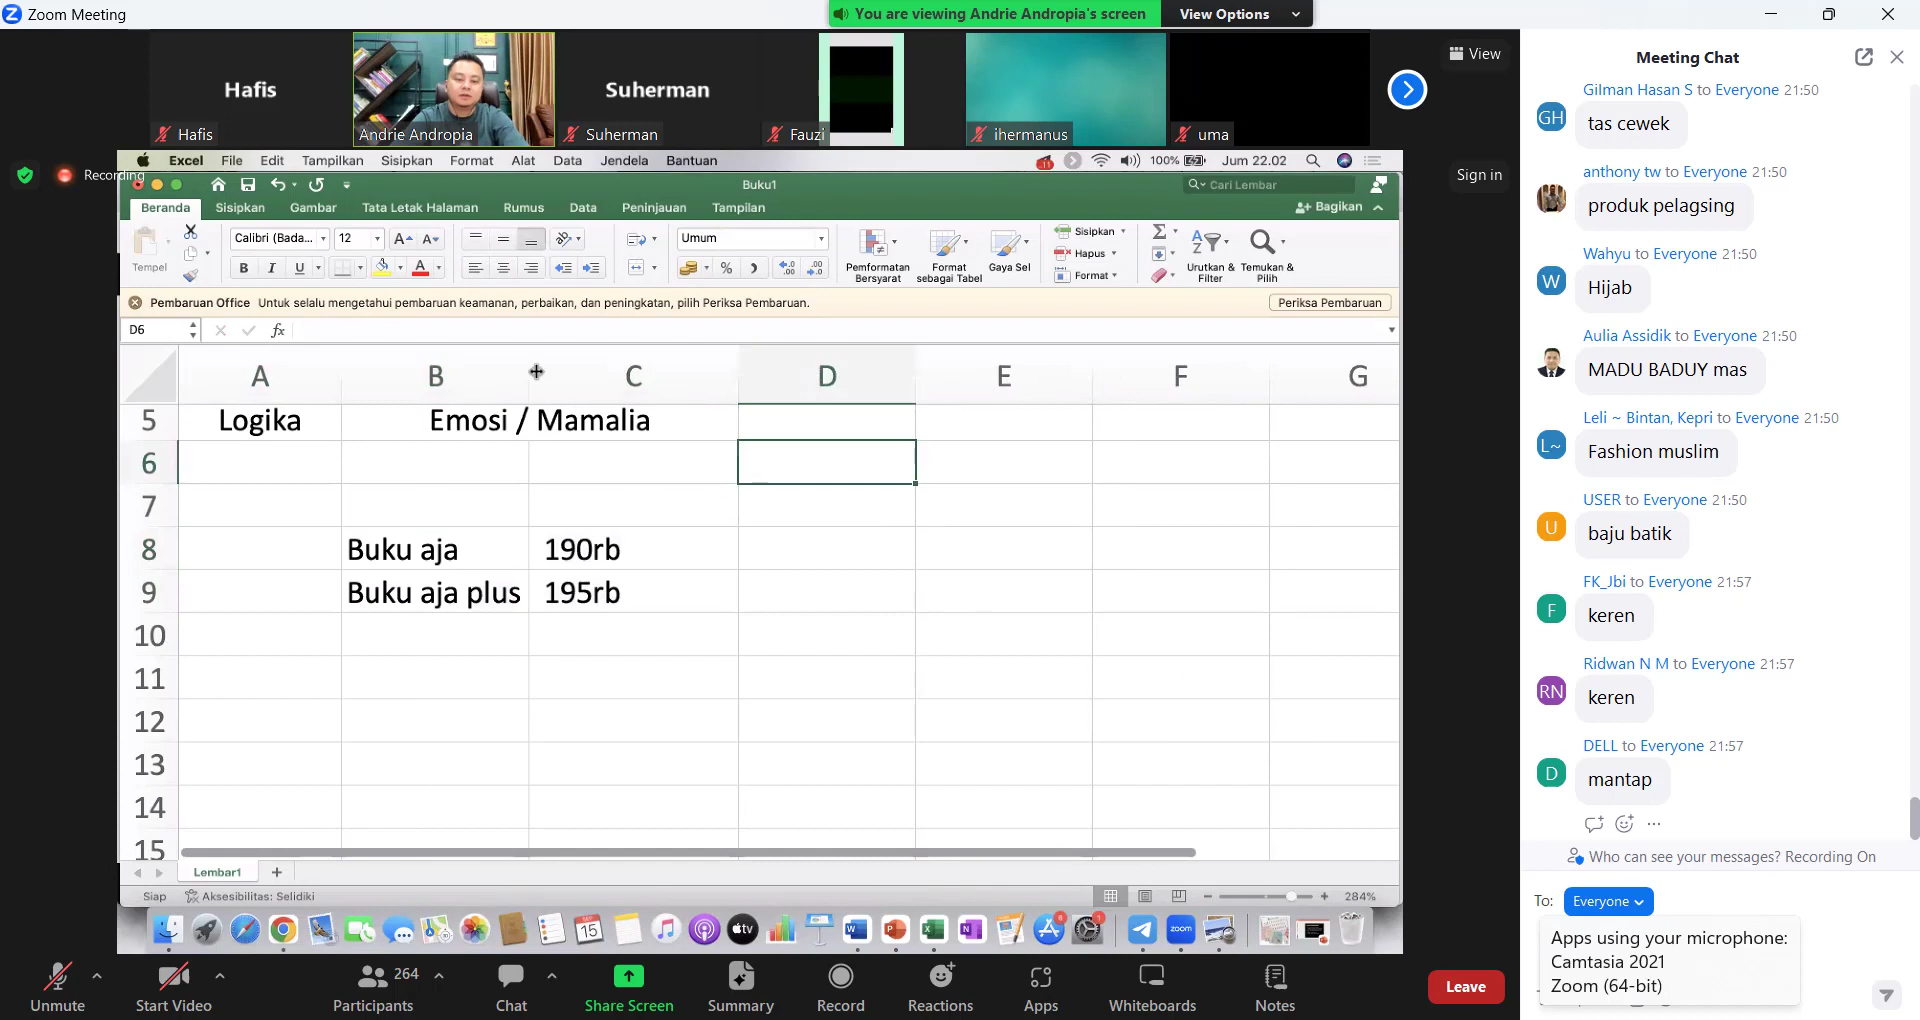 Zoom Meeting
You are viewing Andrie Andropia's screen
View Options
View
Hafis
Hafis
Andrie Andropia
Suherman
Suherman
Fauzi
ihermanus
uma
Recording
Sign in
Excel File Edit Tampilkan Sisipkan Format Alat Data Jendela Bantuan
100% Jum 22.02
Buku1
Cari Lembar
Beranda Sisipkan Gambar Tata Letak Halaman Rumus Data Peninjauan Tampilan
Bagikan
Tempel
Calibri (Bada... 12
B I U
Umum
Pemformatan Bersyarat
Format sebagai Tabel
Gaya Sel
Sisipkan
Hapus
Format
Urutkan & Filter
Temukan & Pilih
Pembaruan Office Untuk selalu mengetahui pembaruan keamanan, perbaikan, dan peningkatan, pilih Periksa Pembaruan.
Periksa Pembaruan
D6
fx
A B C D E F G
5 Logika Emosi / Mamalia
6
7
8 Buku aja 190rb
9 Buku aja plus 195rb
10
11
12
13
14
15
Lembar1
Siap Aksesibilitas: Selidiki
284%
Unmute
Start Video
264
Participants
Chat
Share Screen
Summary
Record
Reactions
Apps
Whiteboards
Notes
Leave
Meeting Chat
Gilman Hasan S to Everyone 21:50
GH
tas cewek
anthony tw to Everyone 21:50
produk pelagsing
Wahyu to Everyone 21:50
W
Hijab
Aulia Assidik to Everyone 21:50
MADU BADUY mas
Leli ~ Bintan, Kepri to Everyone 21:50
L~
Fashion muslim
USER to Everyone 21:50
U
baju batik
FK_Jbi to Everyone 21:57
F
keren
Ridwan N M to Everyone 21:57
RN
keren
DELL to Everyone 21:57
D
mantap
Who can see your messages? Recording On
To: Everyone
Apps using your microphone:
Camtasia 2021
Zoom (64-bit)